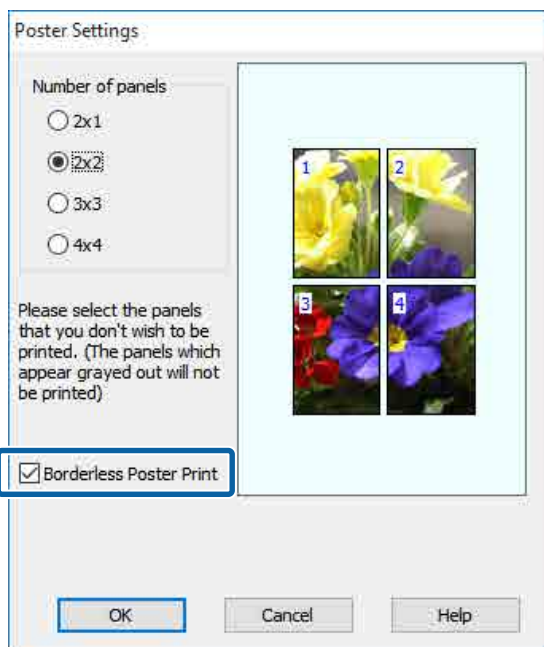 Poster Settings
Number of panels
2x1
2x2
3x3
4x4
1
2
3
4
Please select the panels
that you don't wish to be
printed. (The panels which
appear grayed out will not
be printed)
Borderless Poster Print
OK
Cancel
Help